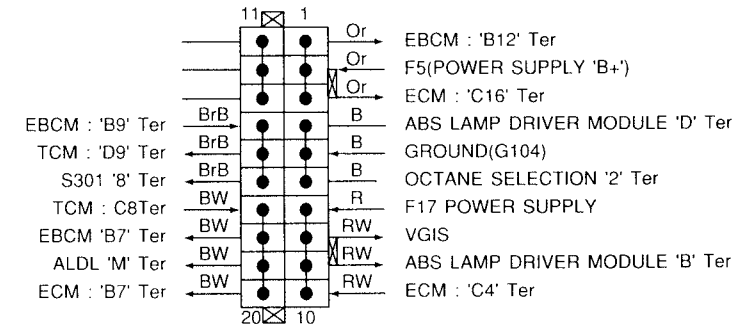 11 1
Or EBCM : 'B12' Ter
Or F5(POWER SUPPLY 'B+')
Or ECM : 'C16' Ter
EBCM : 'B9' Ter BrB B ABS LAMP DRIVER MODULE 'D' Ter
TCM : 'D9' Ter BrB B GROUND(G104)
S301 '8' Ter BrB B OCTANE SELECTION '2' Ter
TCM : C8Ter BW R F17 POWER SUPPLY
EBCM 'B7' Ter BW RW VGIS
ALDL 'M' Ter BW RW ABS LAMP DRIVER MODULE 'B' Ter
ECM : 'B7' Ter BW RW ECM : 'C4' Ter
20 10